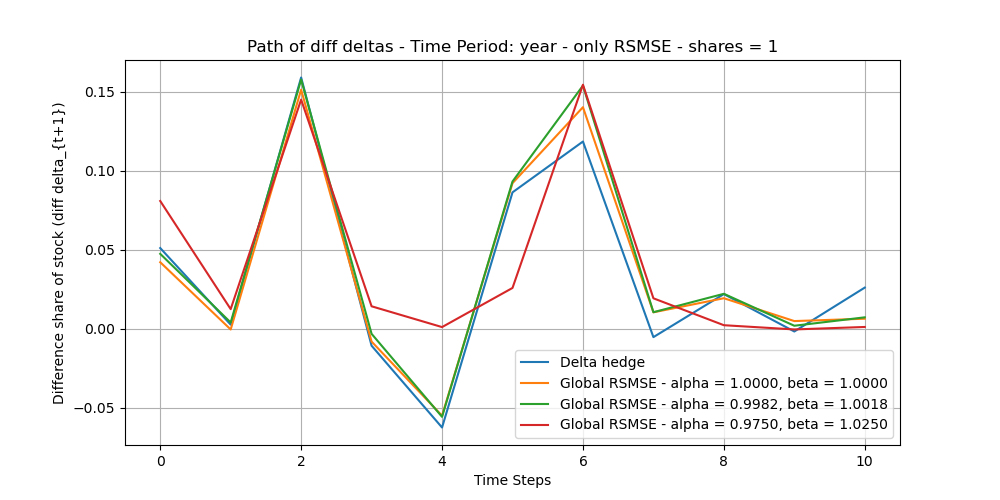 Path of diff deltas - Time Period: year - only RSMSE - shares = 1
Difference share of stock (diff delta_{t+1})
0.15
0.10
0.05
0.00
−0.05
Delta hedge
Global RSMSE - alpha = 1.0000, beta = 1.0000
Global RSMSE - alpha = 0.9982, beta = 1.0018
Global RSMSE - alpha = 0.9750, beta = 1.0250
0 2 4 6 8 10
Time Steps